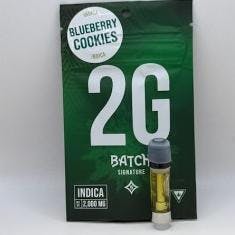 BLUEBERRY
COOKIES
INDICA
2G
BATCH
SIGNATURE
INDICA
2,000 MG